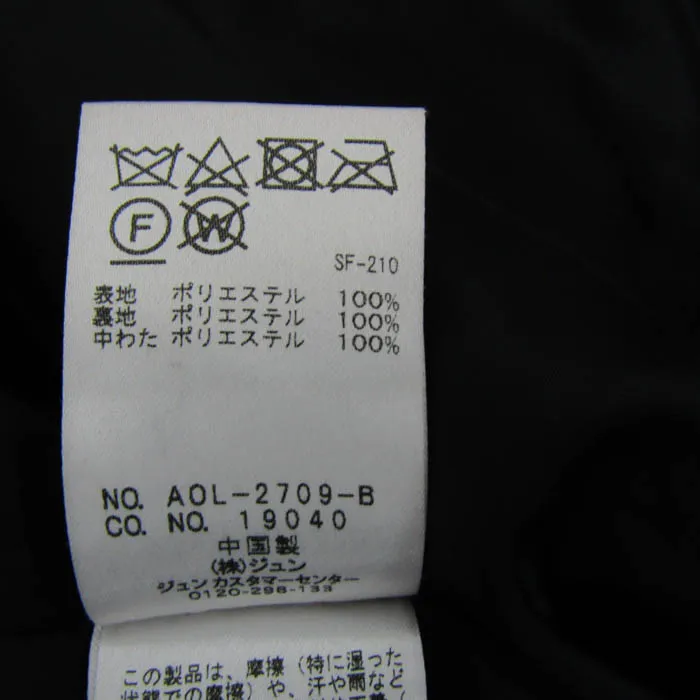 F W
SF-210
表地 ポリエステル 100%
裏地 ポリエステル 100%
中わた ポリエステル 100%
NO. AOL-2709-B
CO. NO. 19040
中国製
(株)ジュン
ジュン カスタマーセンター
0120-298-133
この製品は、摩擦（特に湿った
状態での摩擦）や、汗や雨など